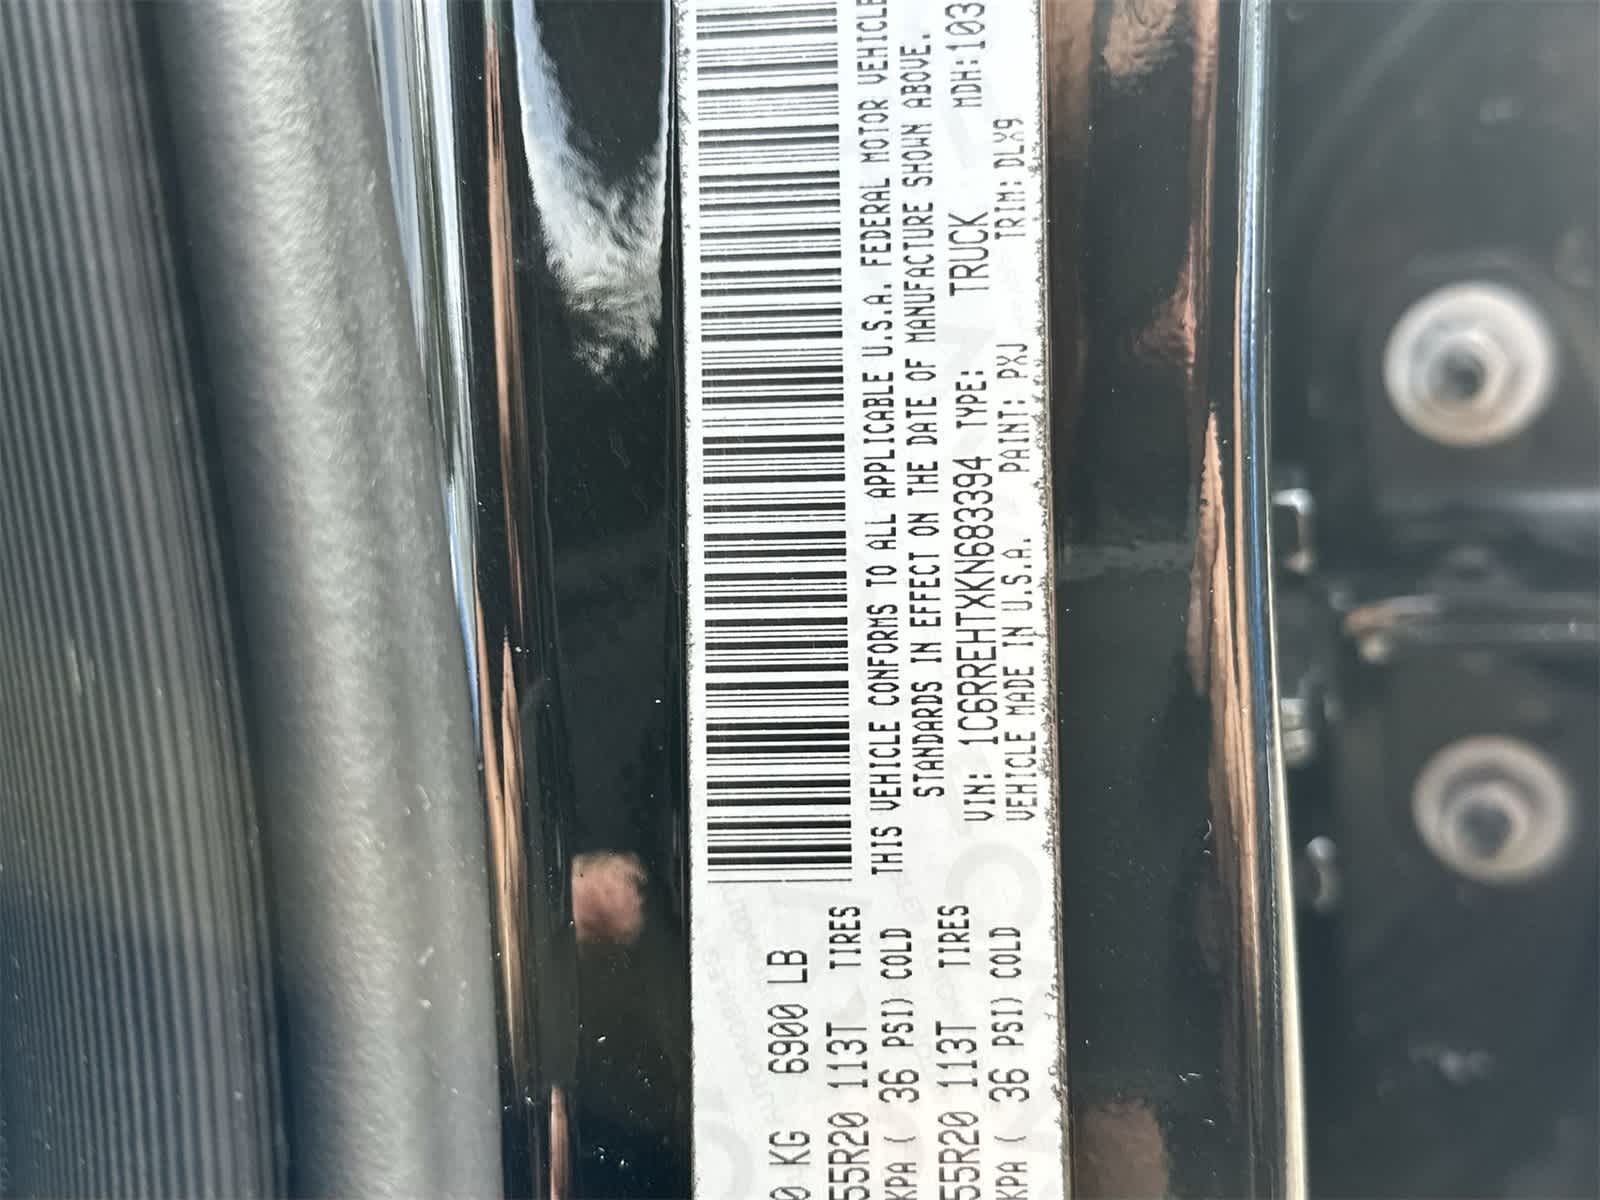 0 KG 6900 LB
55R20 113T TIRES
KPA ( 36 PSI) COLD
55R20 113T TIRES
KPA ( 36 PSI) COLD
THIS VEHICLE CONFORMS TO ALL APPLICABLE U.S.A. FEDERAL MOTOR VEHICLE
STANDARDS IN EFFECT ON THE DATE OF MANUFACTURE SHOWN ABOVE.
VIN: 1C6RREHTXKN683394 TYPE: TRUCK MDH: 103
VEHICLE MADE IN U.S.A. PAINT: PXJ TRIM: DLX9